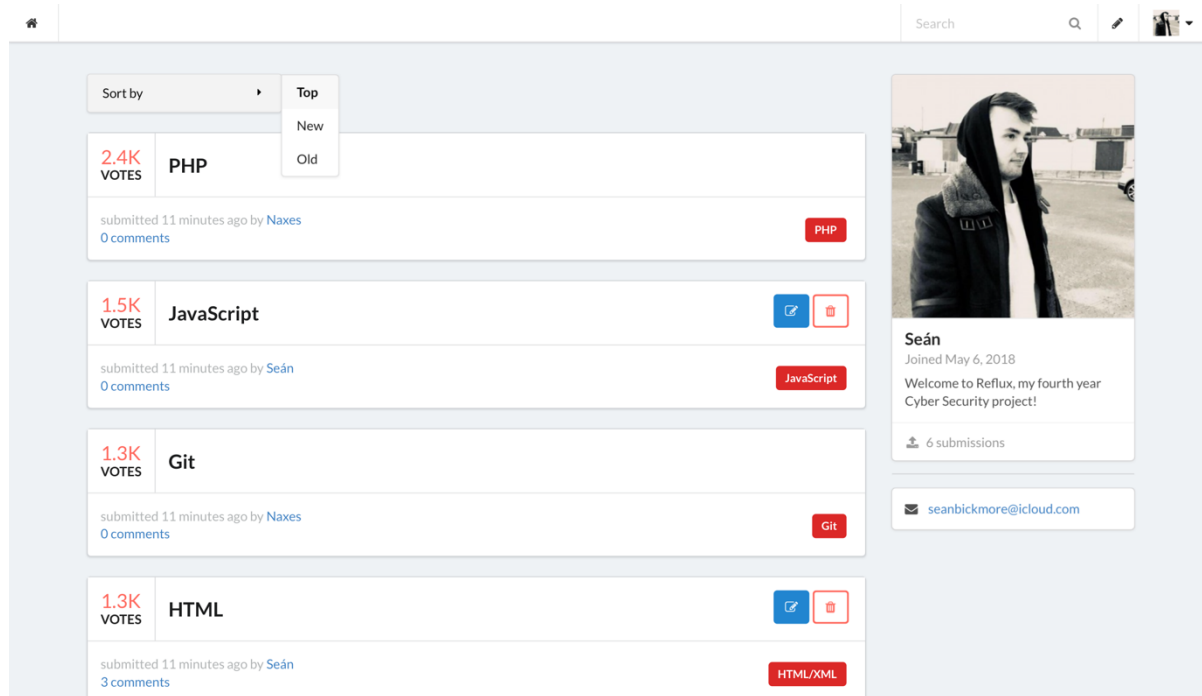 Search
Sort by
Top
New
Old
2.4K
VOTES
PHP
submitted 11 minutes ago by Naxes
0 comments
PHP
1.5K
VOTES
JavaScript
submitted 11 minutes ago by Seán
0 comments
JavaScript
1.3K
VOTES
Git
submitted 11 minutes ago by Naxes
0 comments
Git
1.3K
VOTES
HTML
submitted 11 minutes ago by Seán
3 comments
HTML/XML
Seán
Joined May 6, 2018
Welcome to Reflux, my fourth year
Cyber Security project!
6 submissions
seanbickmore@icloud.com